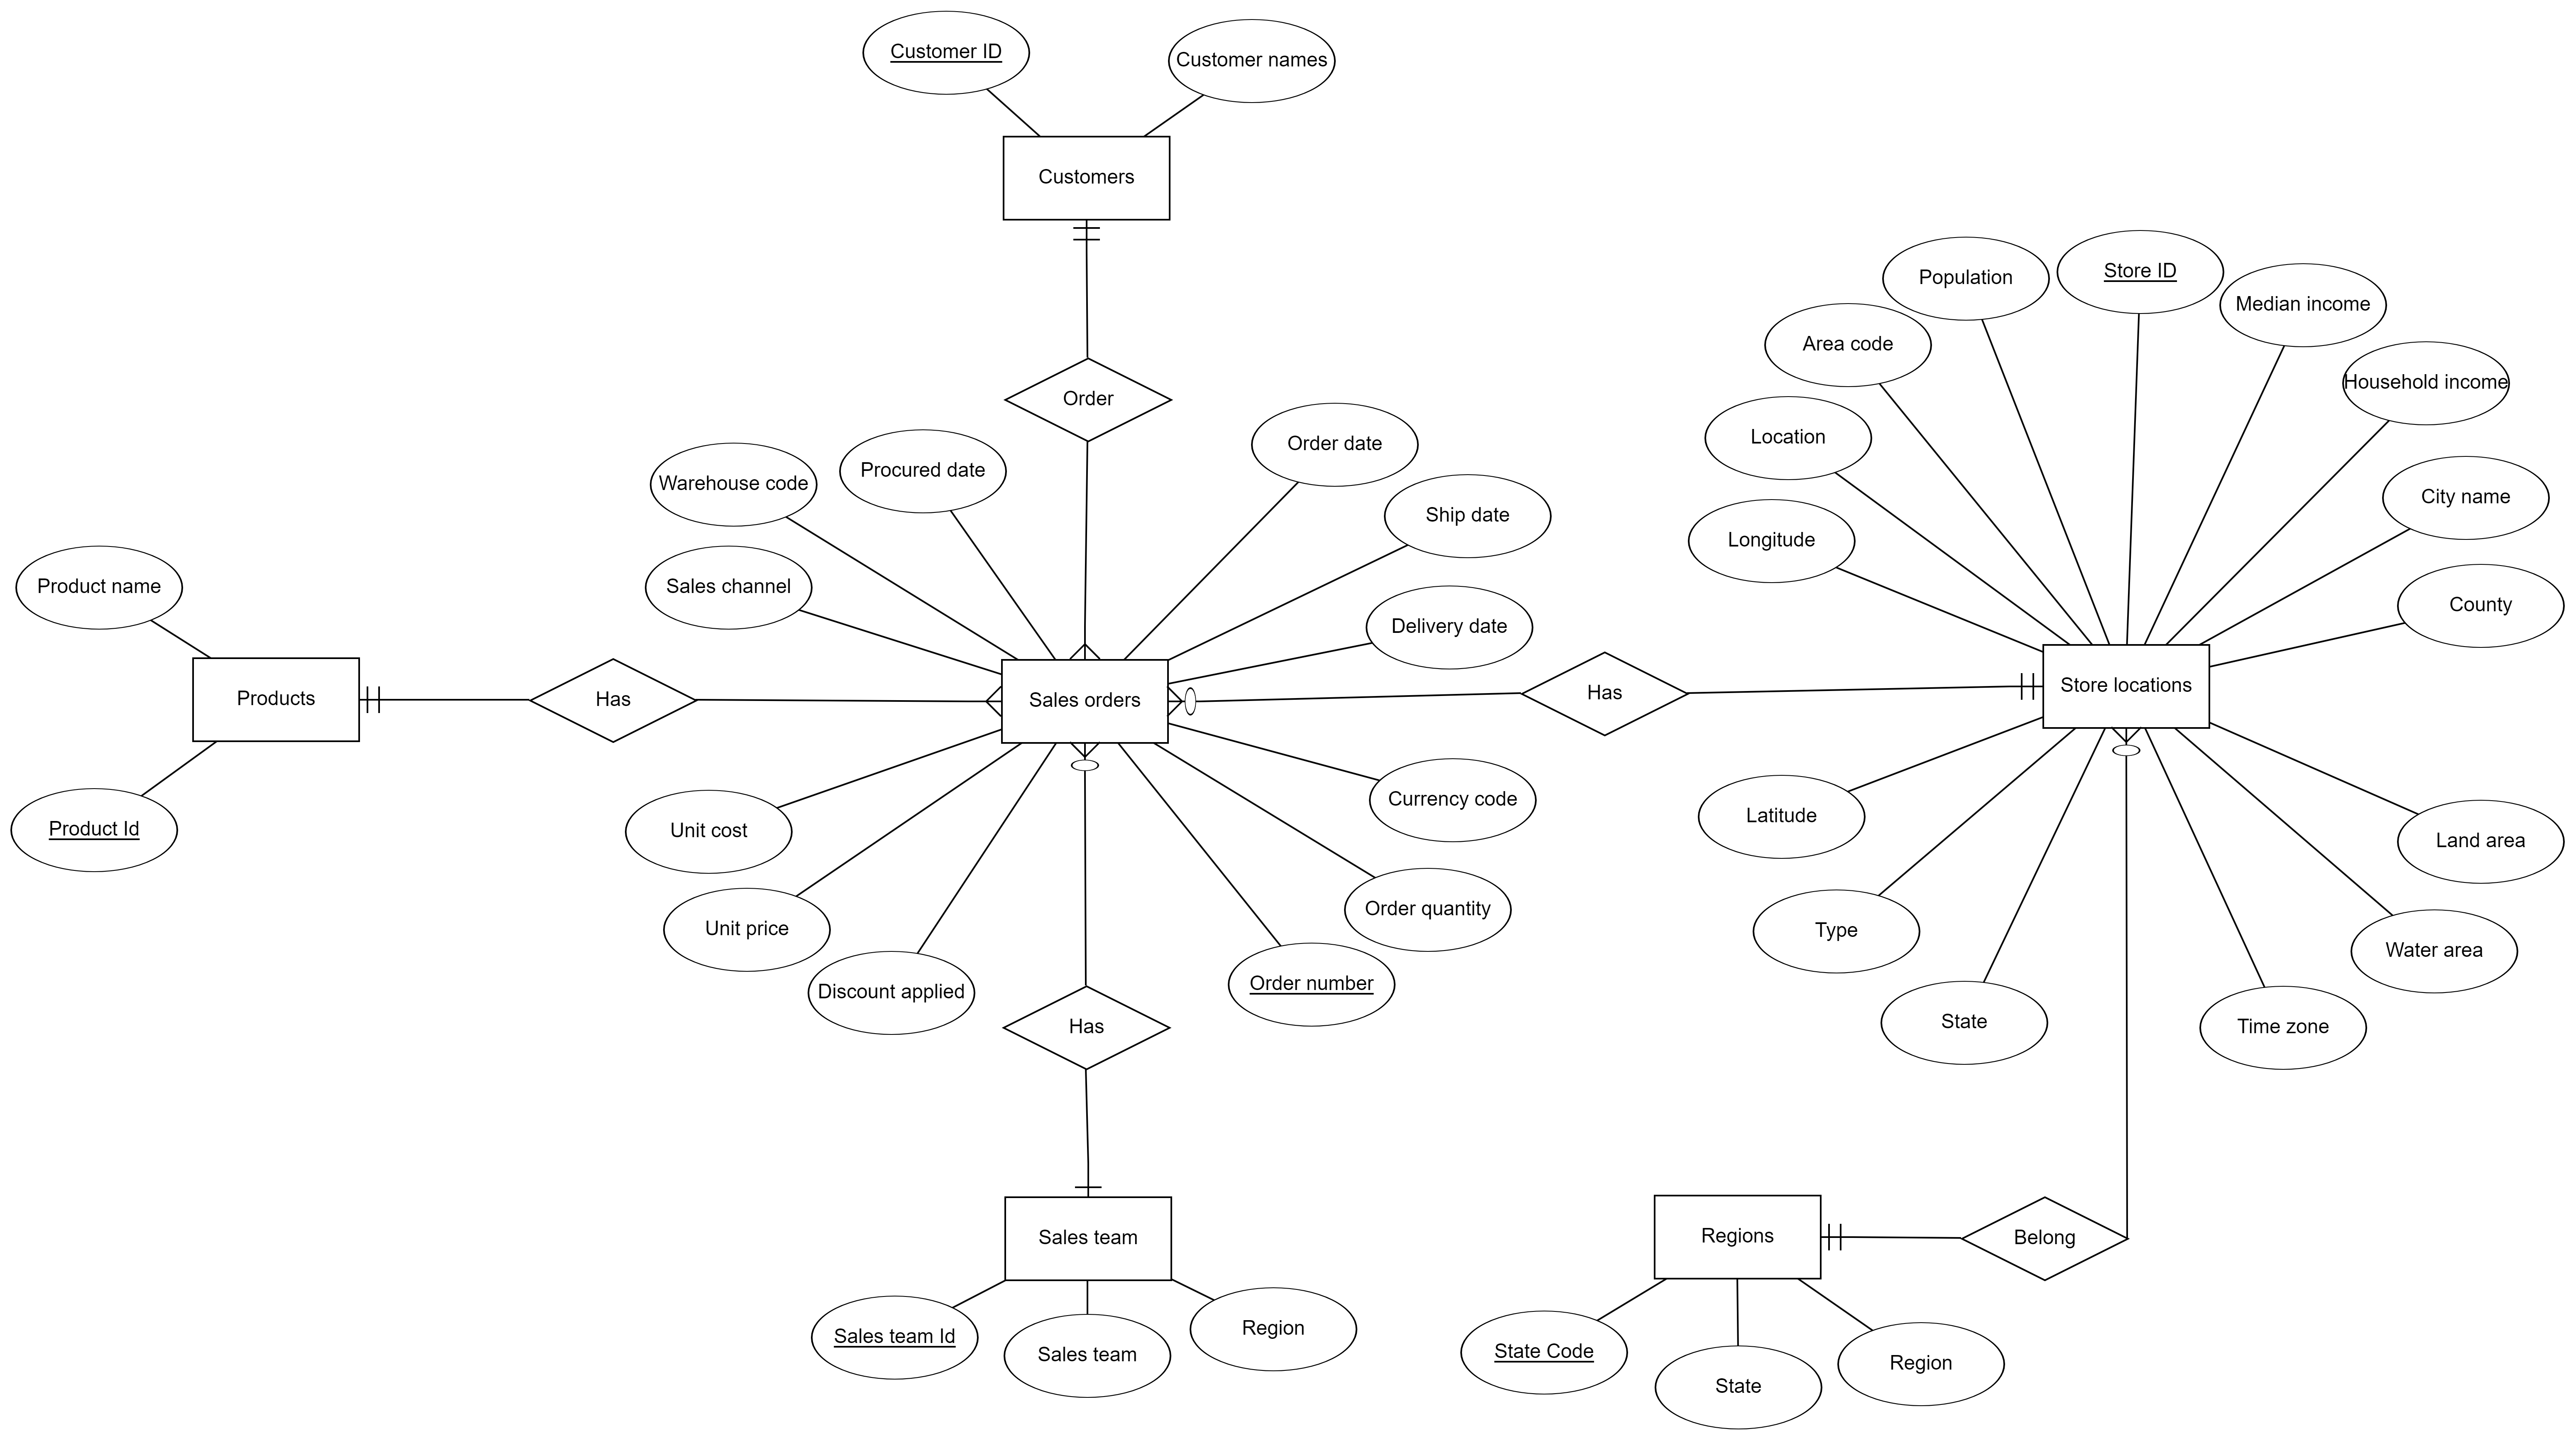 Customer ID
Customer names
Customers
Order
Store ID
Population
Median income
Area code
Household income
Location
Order date
Procured date
Warehouse code
City name
Ship date
Longitude
Product name
Sales channel
County
Delivery date
Store locations
Has
Products
Has
Sales orders
Currency code
Latitude
Product Id
Unit cost
Land area
Order quantity
Unit price
Type
Water area
Order number
Discount applied
State
Has
Time zone
Sales team
Regions
Belong
Region
Sales team Id
State Code
Sales team
Region
State